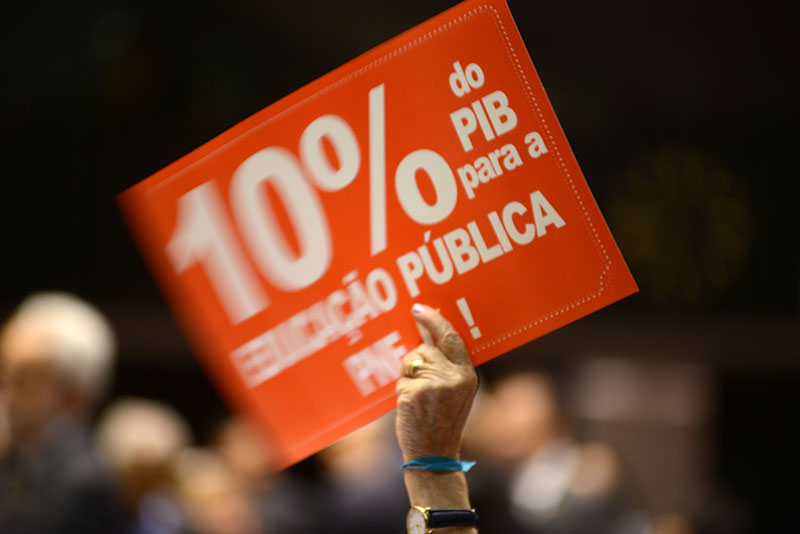 10% do
PIB
para a
EDUCAÇÃO PÚBLICA
PNE !